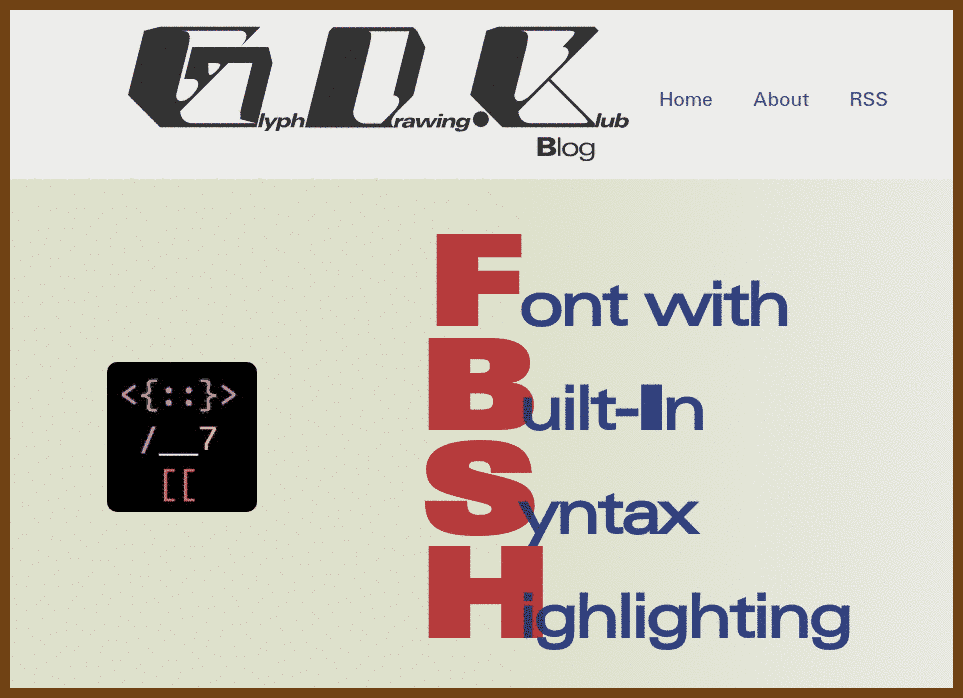 Glyph Drawing.Club
Blog
Home About RSS
Font with
Built-In
Syntax
Highlighting
<{::}>
/__7
[[